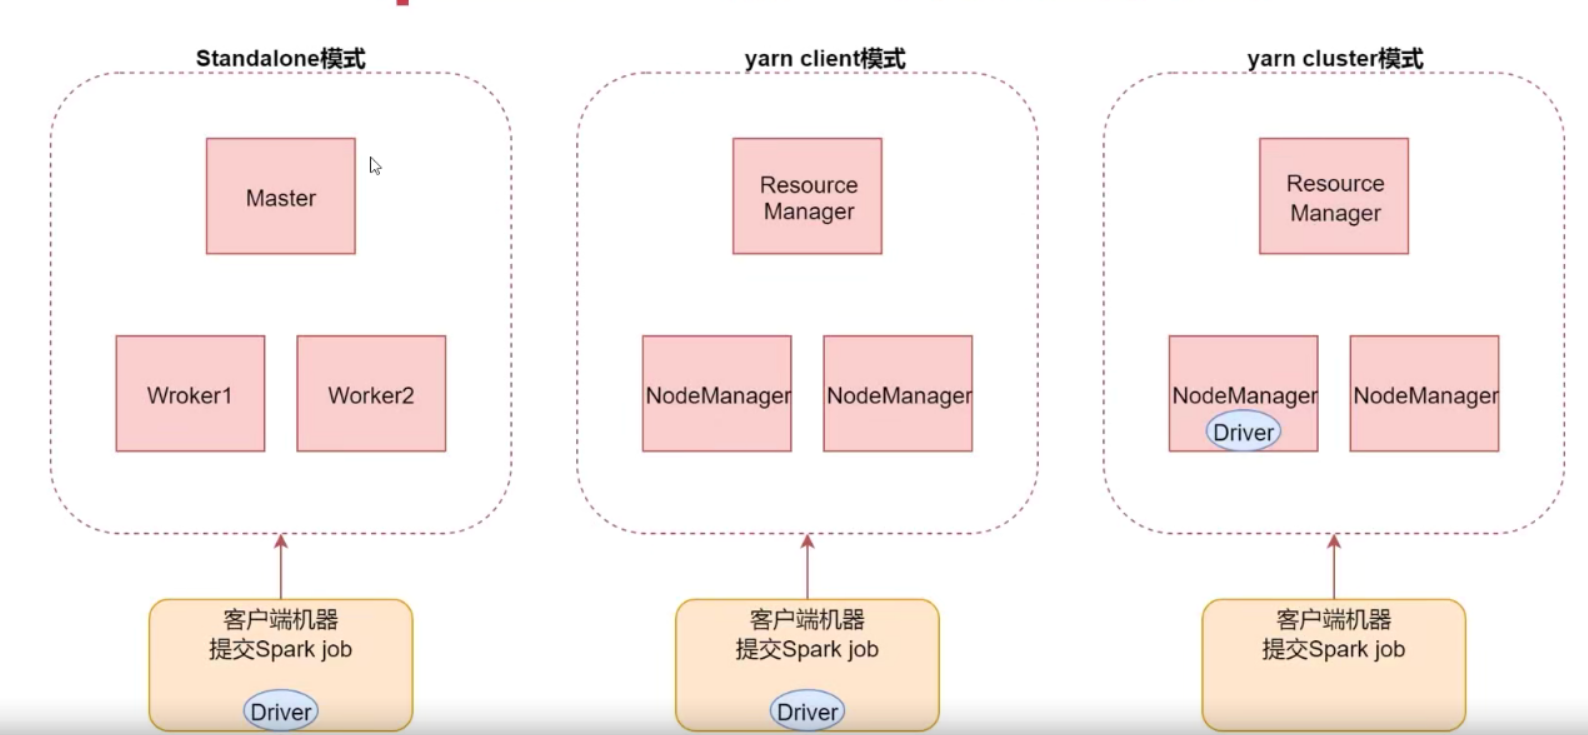 Standalone模式
Master
Wroker1
Worker2
客户端机器
提交Spark job
Driver
yarn client模式
Resource
Manager
NodeManager
NodeManager
客户端机器
提交Spark job
Driver
yarn cluster模式
Resource
Manager
NodeManager
Driver
NodeManager
客户端机器
提交Spark job